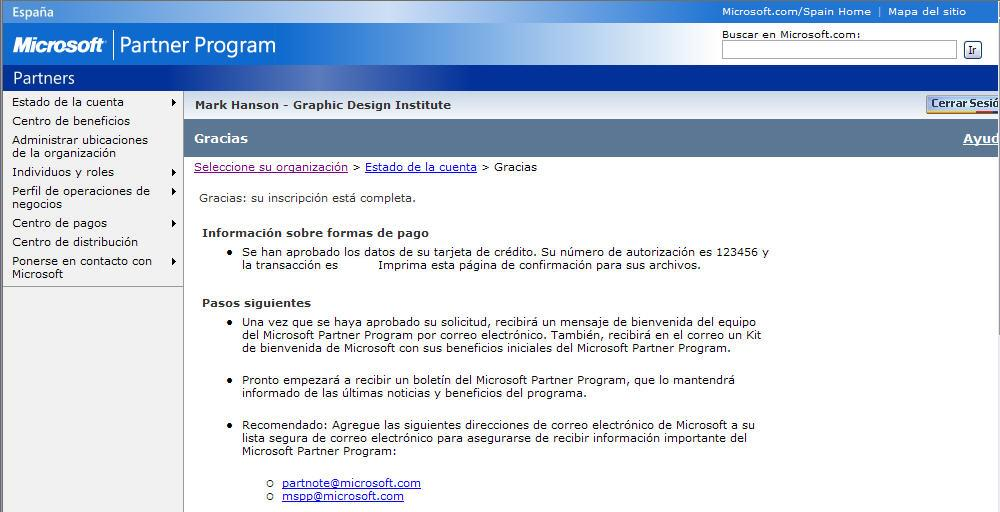 España
Microsoft.com/Spain Home | Mapa del sitio
Microsoft Partner Program
Buscar en Microsoft.com:
Ir
Partners
Estado de la cuenta
Centro de beneficios
Administrar ubicaciones
de la organización
Individuos y roles
Perfil de operaciones de
negocios
Centro de pagos
Centro de distribución
Ponerse en contacto con
Microsoft
Mark Hanson - Graphic Design Institute
Cerrar Sesió
Gracias
Ayud
Seleccione su organización > Estado de la cuenta > Gracias
Gracias: su inscripción está completa.
Información sobre formas de pago
Se han aprobado los datos de su tarjeta de crédito. Su número de autorización es 123456 y
la transacción es Imprima esta página de confirmación para sus archivos.
Pasos siguientes
Una vez que se haya aprobado su solicitud, recibirá un mensaje de bienvenida del equipo
del Microsoft Partner Program por correo electrónico. También, recibirá en el correo un Kit
de bienvenida de Microsoft con sus beneficios iniciales del Microsoft Partner Program.
Pronto empezará a recibir un boletín del Microsoft Partner Program, que lo mantendrá
informado de las últimas noticias y beneficios del programa.
Recomendado: Agregue las siguientes direcciones de correo electrónico de Microsoft a su
lista segura de correo electrónico para asegurarse de recibir información importante del
Microsoft Partner Program:
partnote@microsoft.com
mspp@microsoft.com